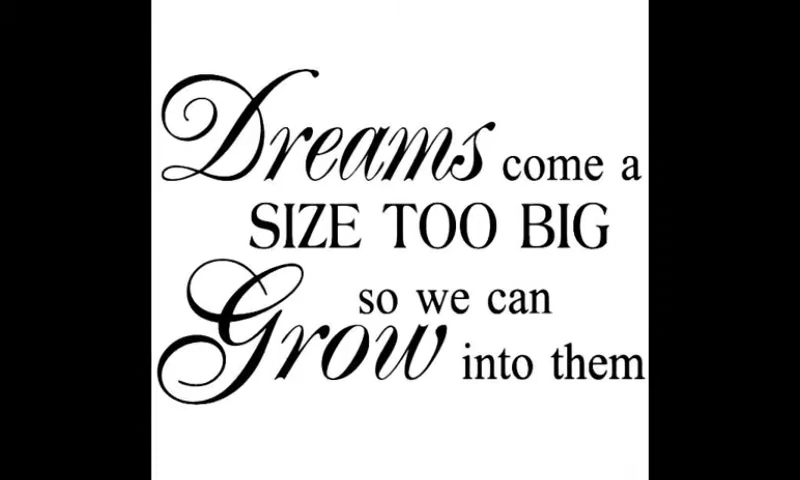 Dreams come a
SIZE TOO BIG
so we can
Grow into them